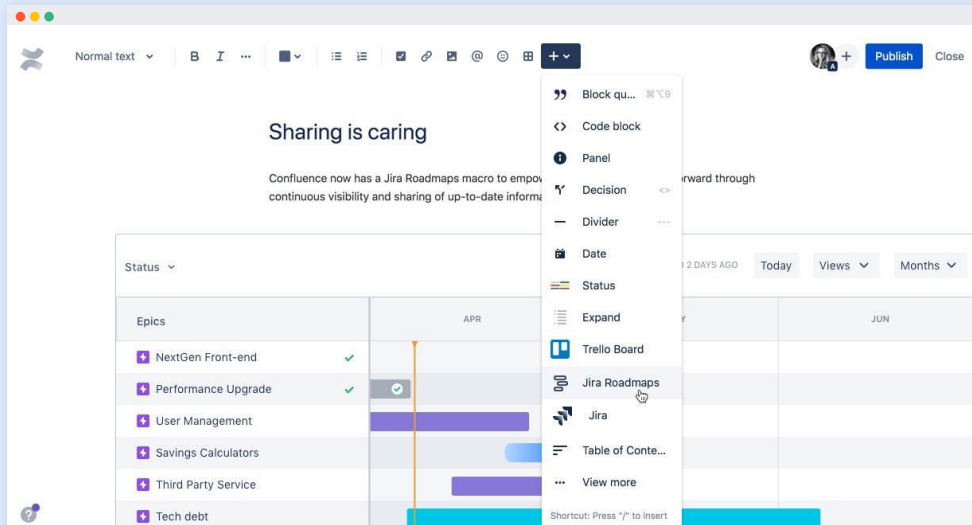 Normal text
B I
Publish Close
Block qu... ⌘⌥9
Code block
Panel
Decision <>
Divider ---
Date
Status
Expand
Trello Board
Jira Roadmaps
Jira
Table of Conte...
View more
Shortcut: Press "/" to insert
Sharing is caring
Confluence now has a Jira Roadmaps macro to
continuous visibility and sharing of up-to-date
through
Status
2 DAYS AGO Today Views Months
Epics
APR JUN
NextGen Front-end
Performance Upgrade
User Management
Savings Calculators
Third Party Service
Tech debt
A
?